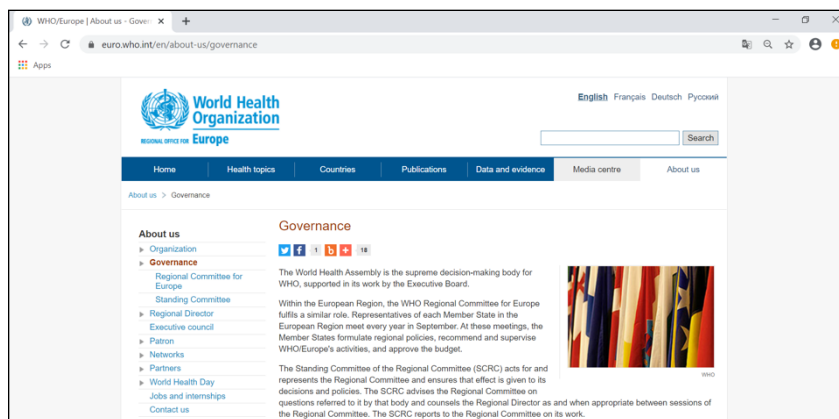 WHO/Europe | About us - Govern
euro.who.int/en/about-us/governance
Apps
World Health
Organization
REGIONAL OFFICE FOR Europe
English Français Deutsch Русский
Search
Home Health topics Countries Publications Data and evidence Media centre About us
About us > Governance
About us
Organization
Governance
Regional Committee for
Europe
Standing Committee
Regional Director
Executive council
Patron
Networks
Partners
World Health Day
Jobs and internships
Contact us
Governance
1 18
The World Health Assembly is the supreme decision-making body for
WHO, supported in its work by the Executive Board.
Within the European Region, the WHO Regional Committee for Europe
fulfils a similar role. Representatives of each Member State in the
European Region meet every year in September. At these meetings, the
Member States formulate regional policies, recommend and supervise
WHO/Europe's activities, and approve the budget.
WHO
The Standing Committee of the Regional Committee (SCRC) acts for and
represents the Regional Committee and ensures that effect is given to its
decisions and policies. The SCRC advises the Regional Committee on
questions referred to it by that body and counsels the Regional Director as and when appropriate between sessions of
the Regional Committee. The SCRC reports to the Regional Committee on its work.